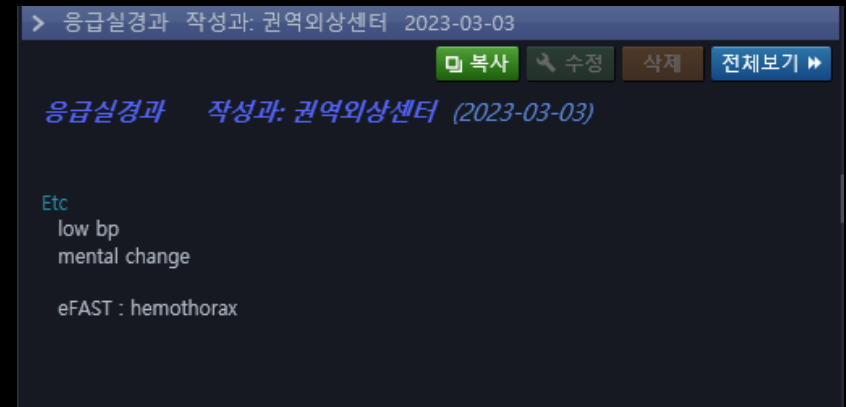 > 응급실경과 작성과: 권역외상센터 2023-03-03
복사 수정 삭제 전체보기
응급실경과 작성과: 권역외상센터 (2023-03-03)
Etc
low bp
mental change
eFAST : hemothorax